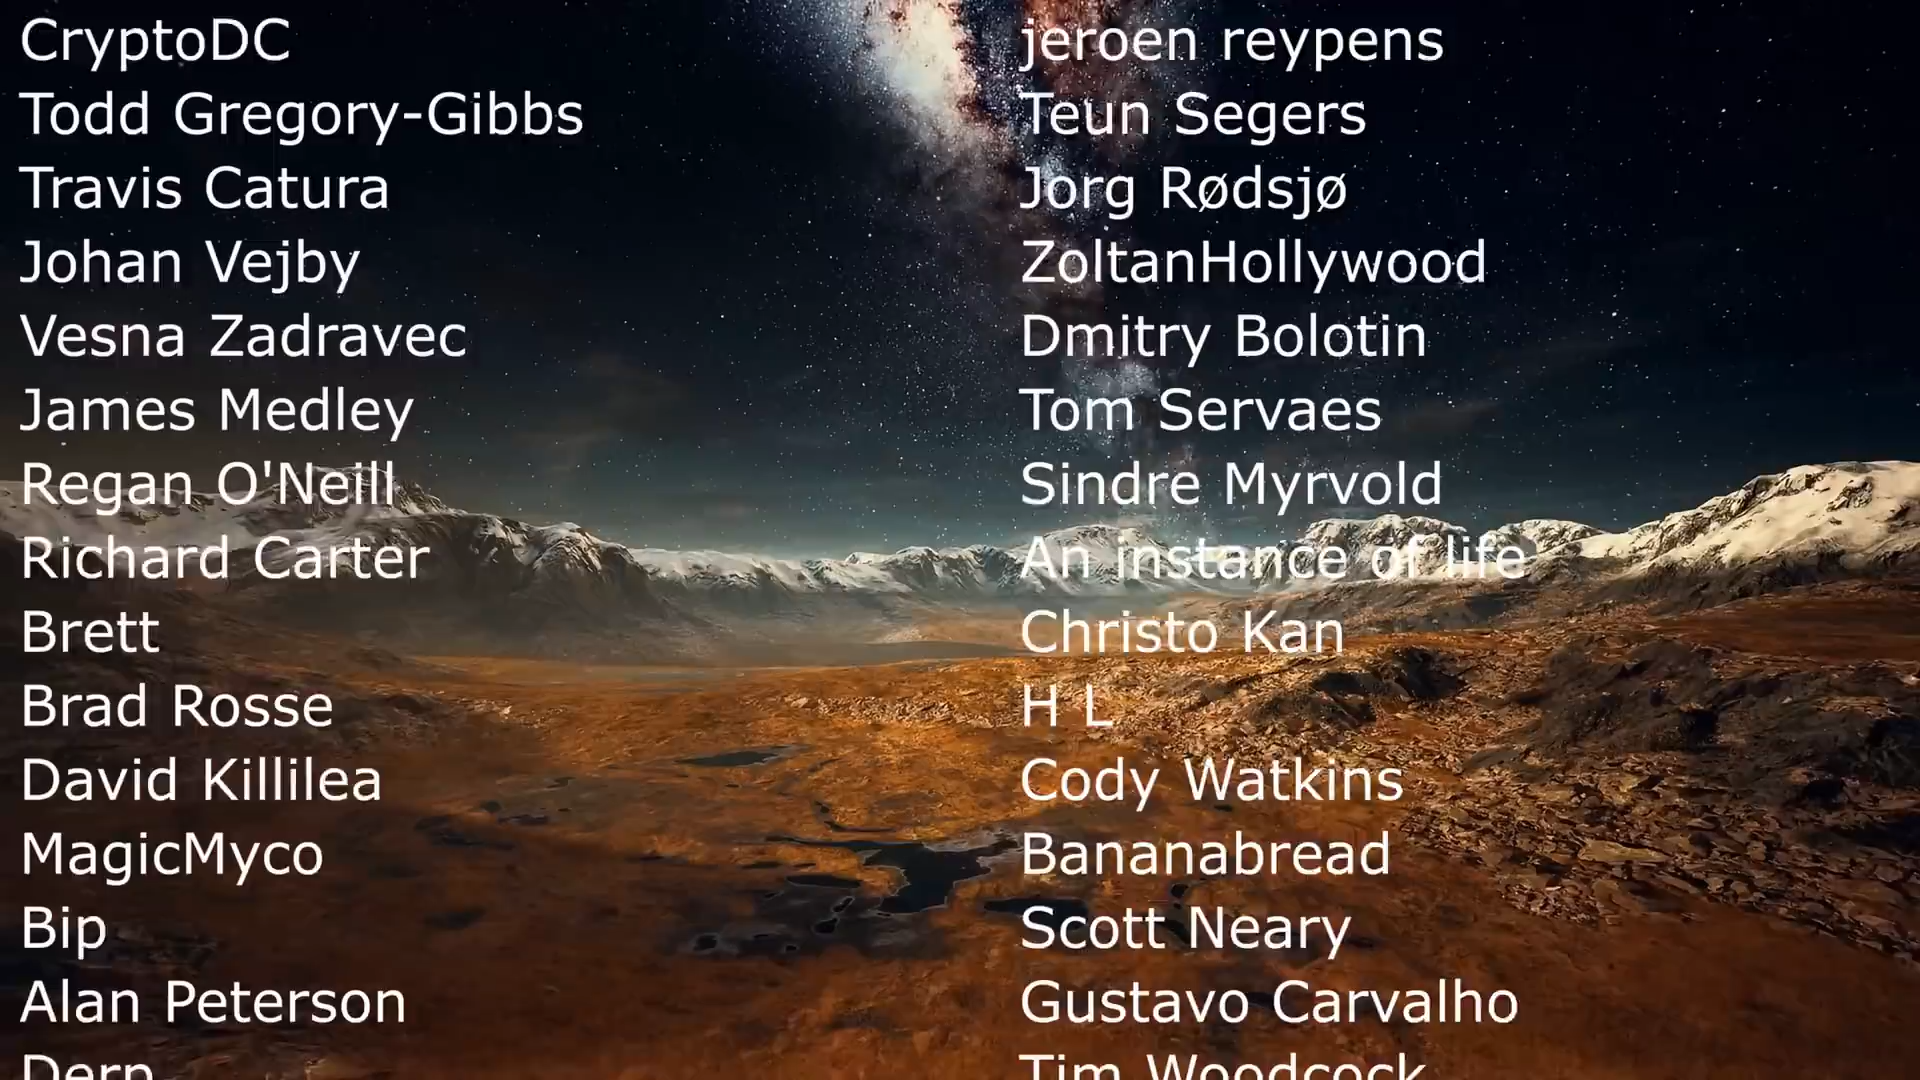 CryptoDC
Todd Gregory-Gibbs
Travis Catura
Johan Vejby
Vesna Zadravec
James Medley
Regan O'Neill
Richard Carter
Brett
Brad Rosse
David Killilea
MagicMyco
Bip
Alan Peterson
Derp
jeroen reypens
Teun Segers
Jorg Rødsjø
ZoltanHollywood
Dmitry Bolotin
Tom Servaes
Sindre Myrvold
An instance of life
Christo Kan
H L
Cody Watkins
Bananabread
Scott Neary
Gustavo Carvalho
Tim Woodcock